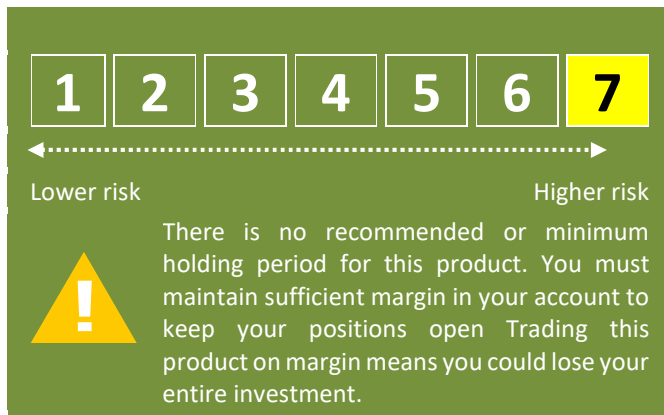 1 2 3 4 5 6 7
Lower risk Higher risk
There is no recommended or minimum
holding period for this product. You must
maintain sufficient margin in your account to
keep your positions open Trading this
product on margin means you could lose your
entire investment.